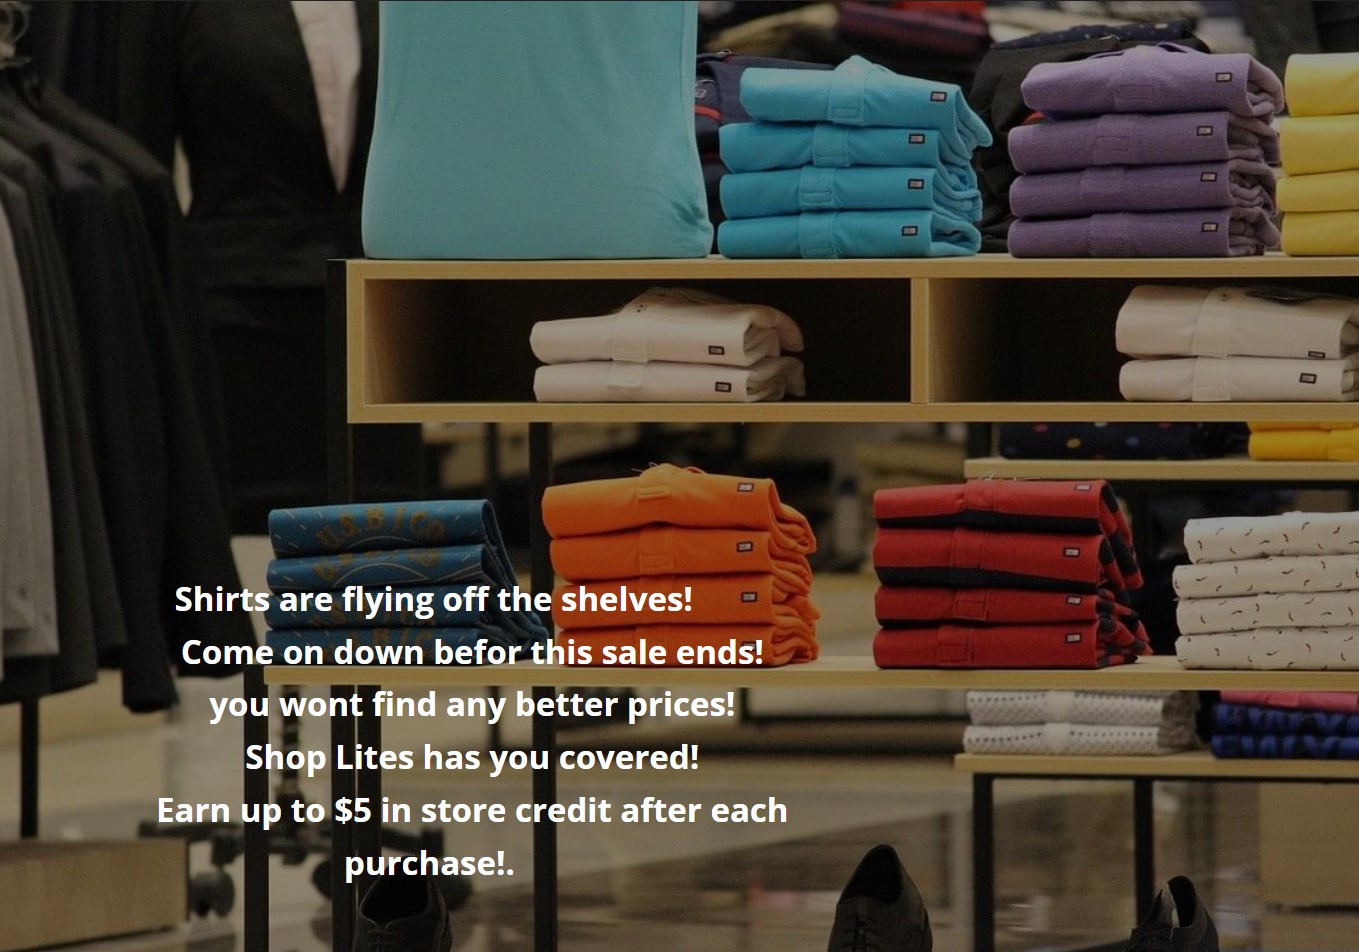 U.S.B / CO
Shirts are flying off the shelves!
Come on down befor this sale ends!
you wont find any better prices!
Shop Lites has you covered!
Earn up to $5 in store credit after each
purchase!.